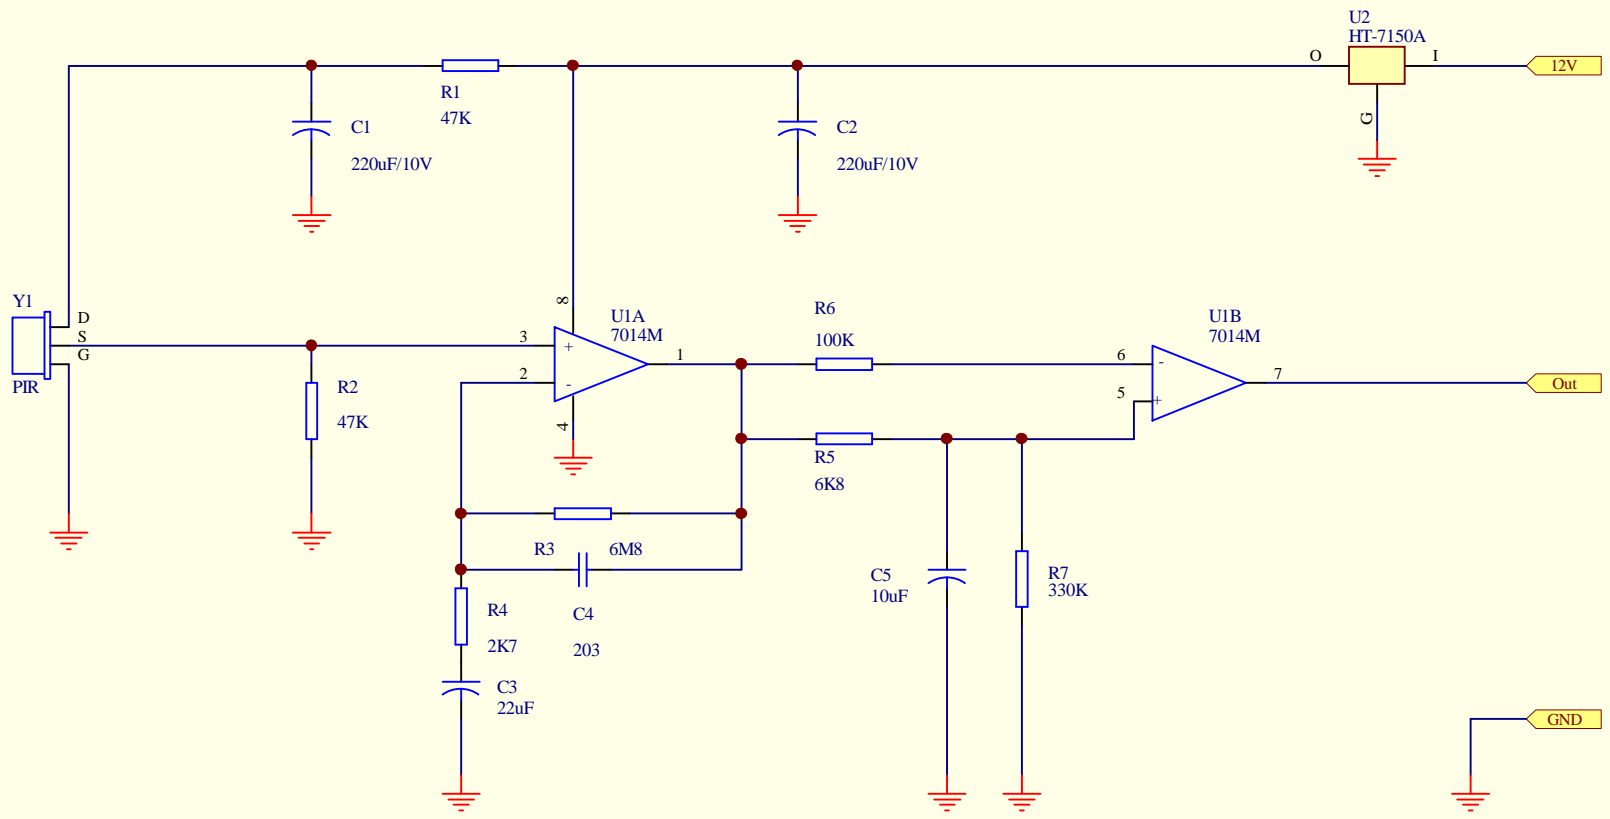 U2
HT-7150A
O
I
12V
G
R1
47K
C1
220uF/10V
C2
220uF/10V
Y1
D
S
G
PIR
R2
47K
8
3
2
+
-
4
1
U1A
7014M
R6
100K
R5
6K8
U1B
7014M
6
5
-
+
7
Out
R3
6M8
C4
203
R4
2K7
C3
22uF
C5
10uF
R7
330K
GND